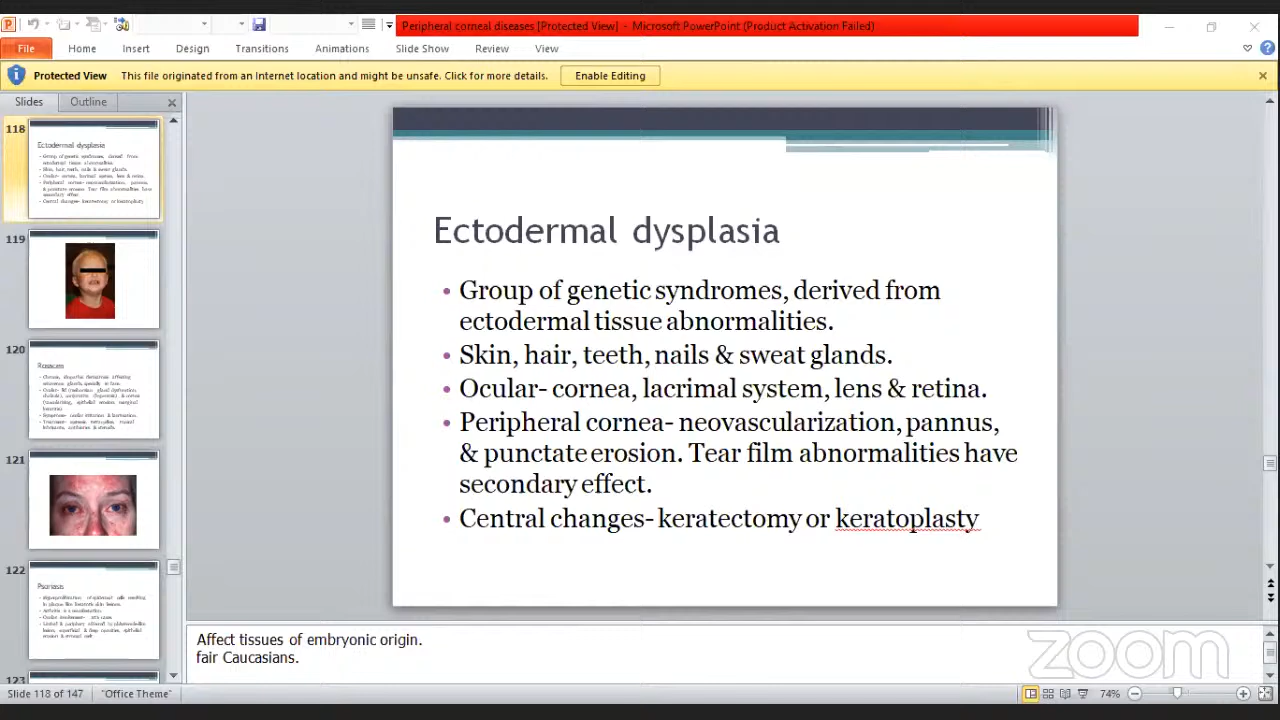 Peripheral corneal diseases [Protected View] - Microsoft PowerPoint (Product Activation Failed)
File Home Insert Design Transitions Animations Slide Show Review View
Protected View This file originated from an Internet location and might be unsafe. Click for more details. Enable Editing
Slides Outline
118
Ectodermal dysplasia
119
120
Rosacea
121
122
Psoriasis
123
Ectodermal dysplasia
• Group of genetic syndromes, derived from
ectodermal tissue abnormalities.
• Skin, hair, teeth, nails & sweat glands.
• Ocular- cornea, lacrimal system, lens & retina.
• Peripheral cornea- neovascularization, pannus,
& punctate erosion. Tear film abnormalities have
secondary effect.
• Central changes- keratectomy or keratoplasty
Affect tissues of embryonic origin.
fair Caucasians.
zoom
Slide 118 of 147 "Office Theme" 74%